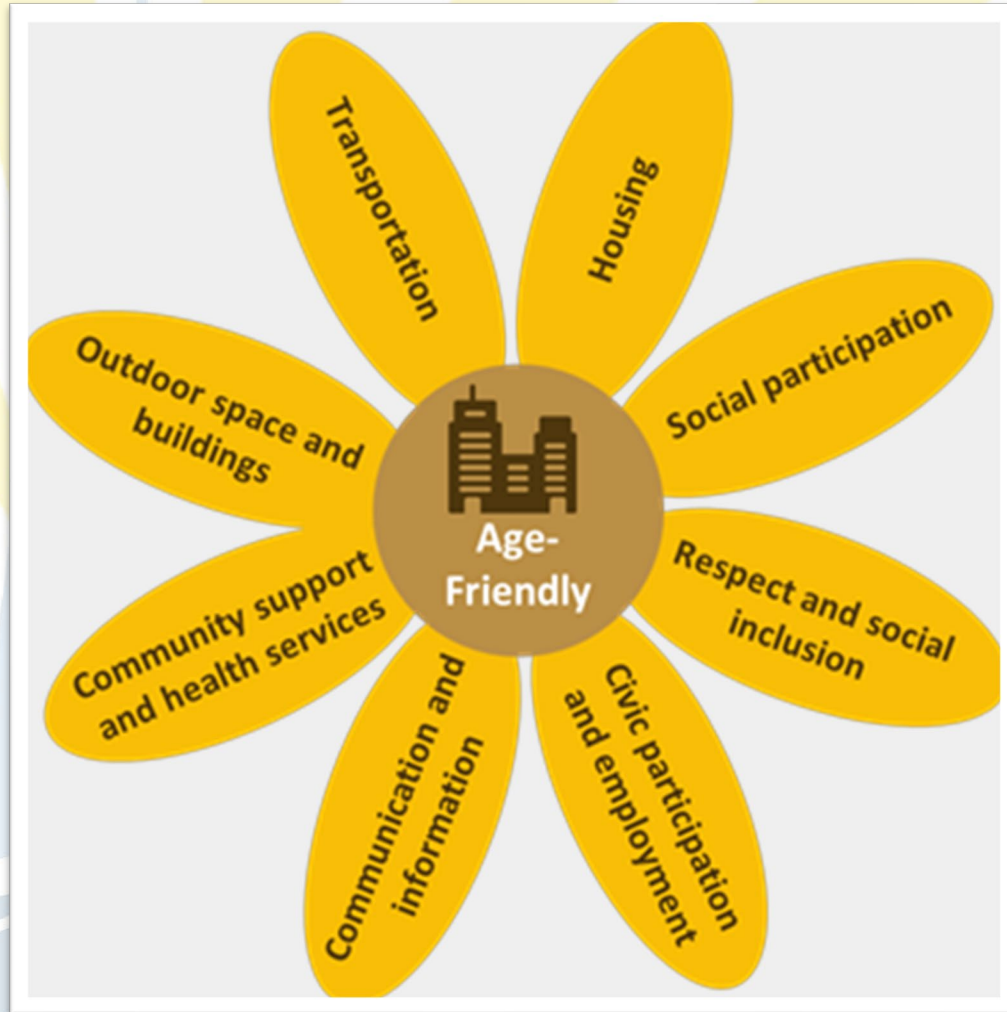 Transportation
Housing
Social participation
Respect and social
inclusion
Civic participation
and employment
Communication and
information
Community support
and health services
Outdoor space and
buildings
Age-
Friendly